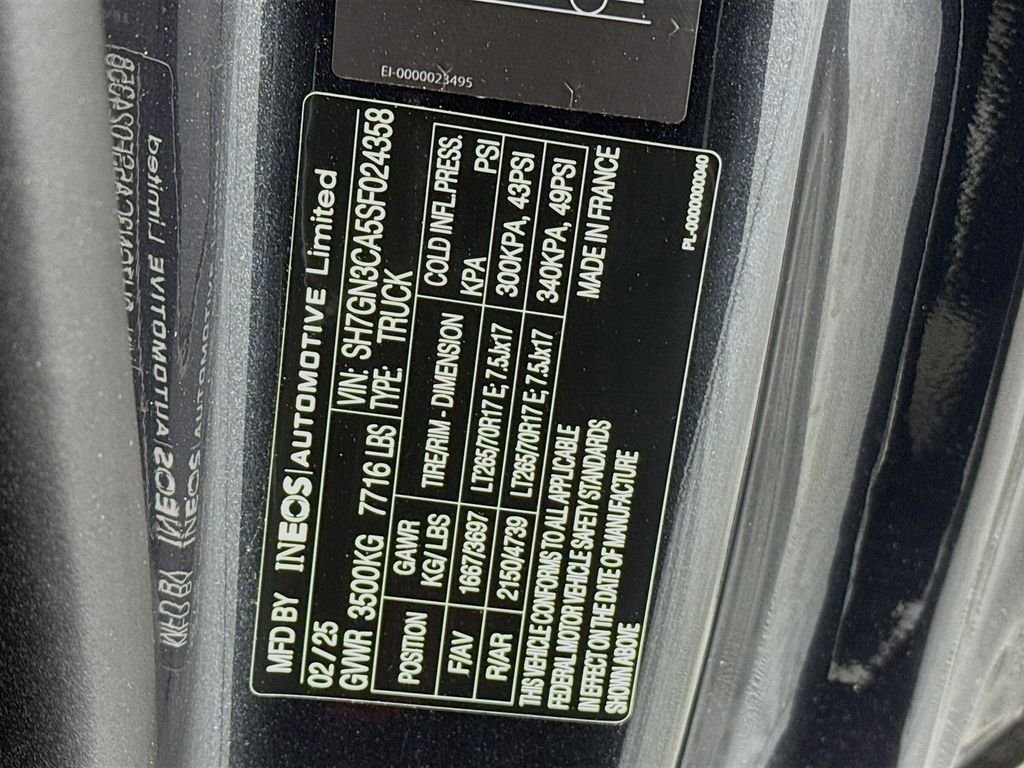 EI-0000023495
MFD BY INEOS|AUTOMOTIVE Limited
02/25 VIN: SH7GN3CA5SF024358
GVWR 3500KG 7716 LBS TYPE: TRUCK
POSITION GAWR KG/LBS TIRE/RIM - DIMENSION COLD INFL.PRESS. KPA PSI
F/AV 1667/3697 LT265/70R17 E; 7.5Jx17 300KPA, 43PSI
R/AR 2150/4739 LT265/70R17 E; 7.5Jx17 340KPA, 49PSI
THIS VEHICLE CONFORMS TO ALL APPLICABLE
FEDERAL MOTOR VEHICLE SAFETY STANDARDS
IN EFFECT ON THE DATE OF MANUFACTURE
SHOWN ABOVE
MADE IN FRANCE
PL-0000000040